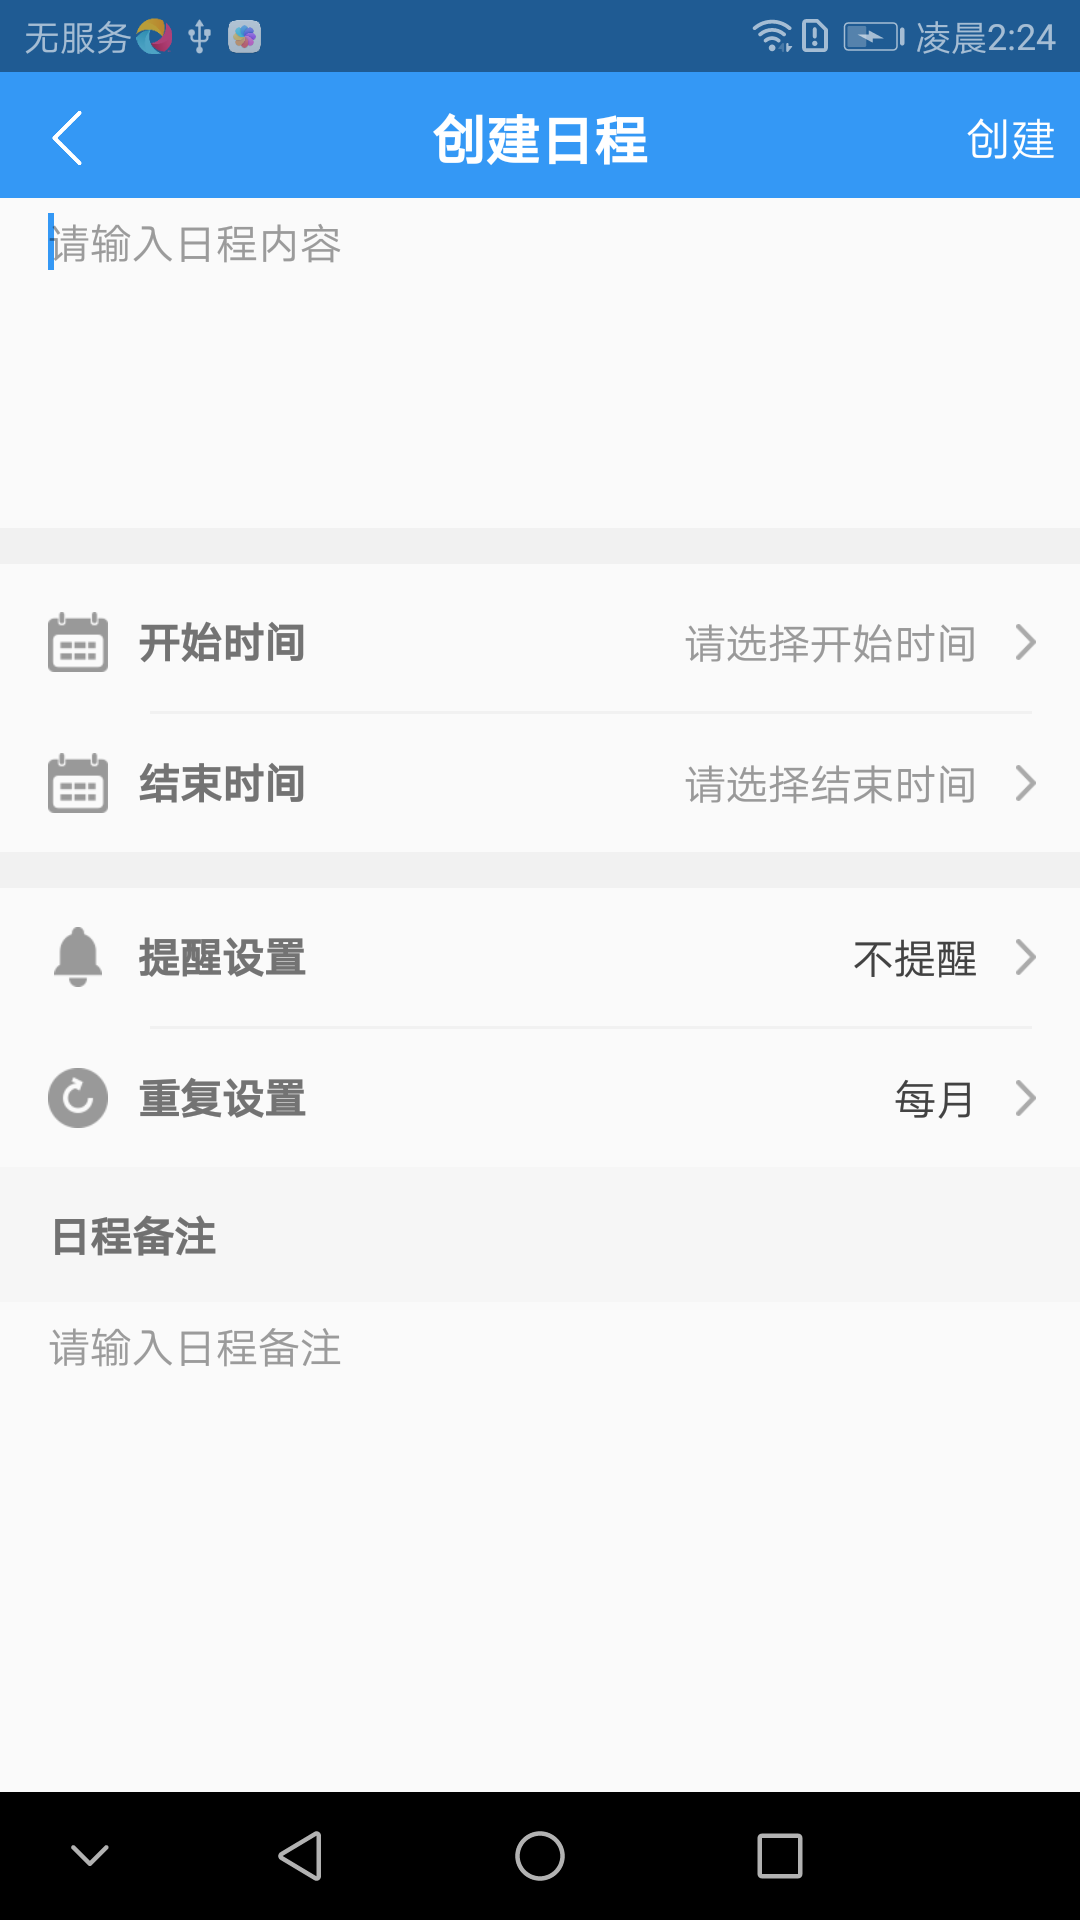 无服务 凌晨2:24
创建日程 创建
请输入日程内容
开始时间 请选择开始时间
结束时间 请选择结束时间
提醒设置 不提醒
重复设置 每月
日程备注
请输入日程备注